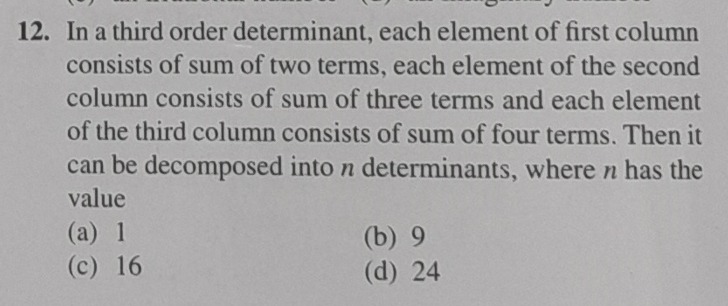 12. In a third order determinant, each element of first column
consists of sum of two terms, each element of the second
column consists of sum of three terms and each element
of the third column consists of sum of four terms. Then it
can be decomposed into n determinants, where n has the
value
(a) 1 (b) 9
(c) 16 (d) 24